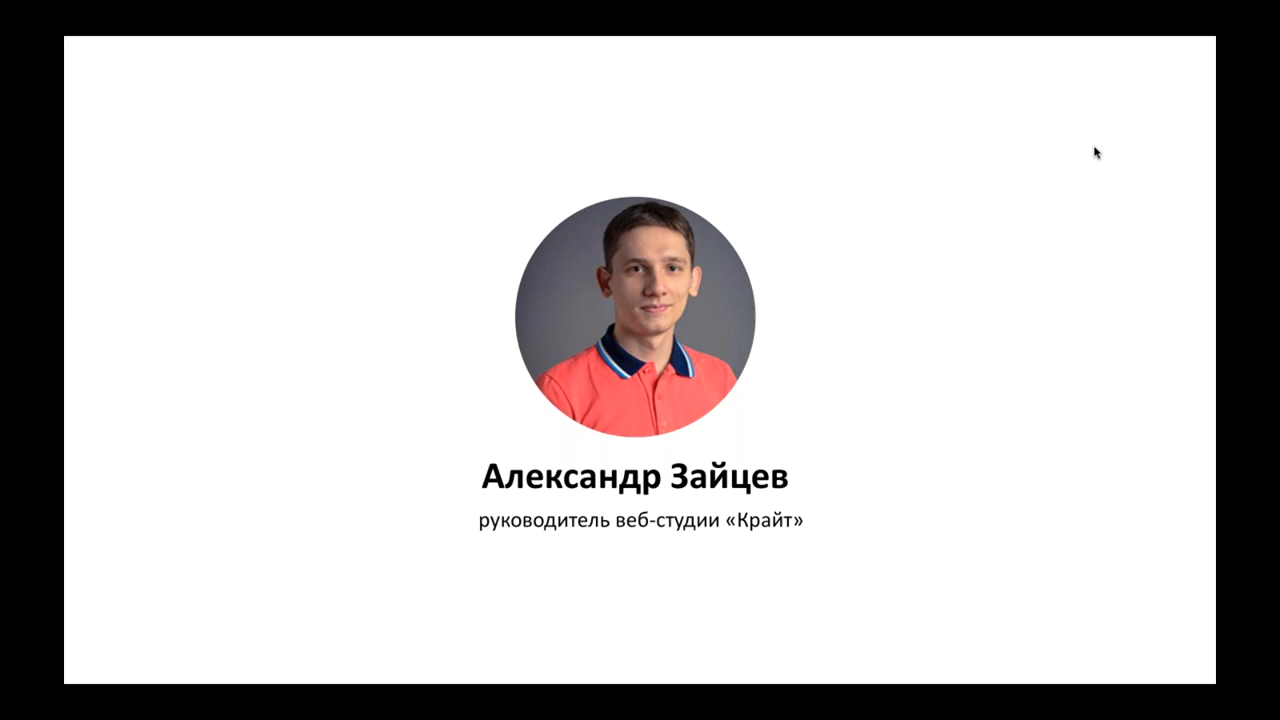 Александр Зайцев
руководитель веб-студии «Крайт»